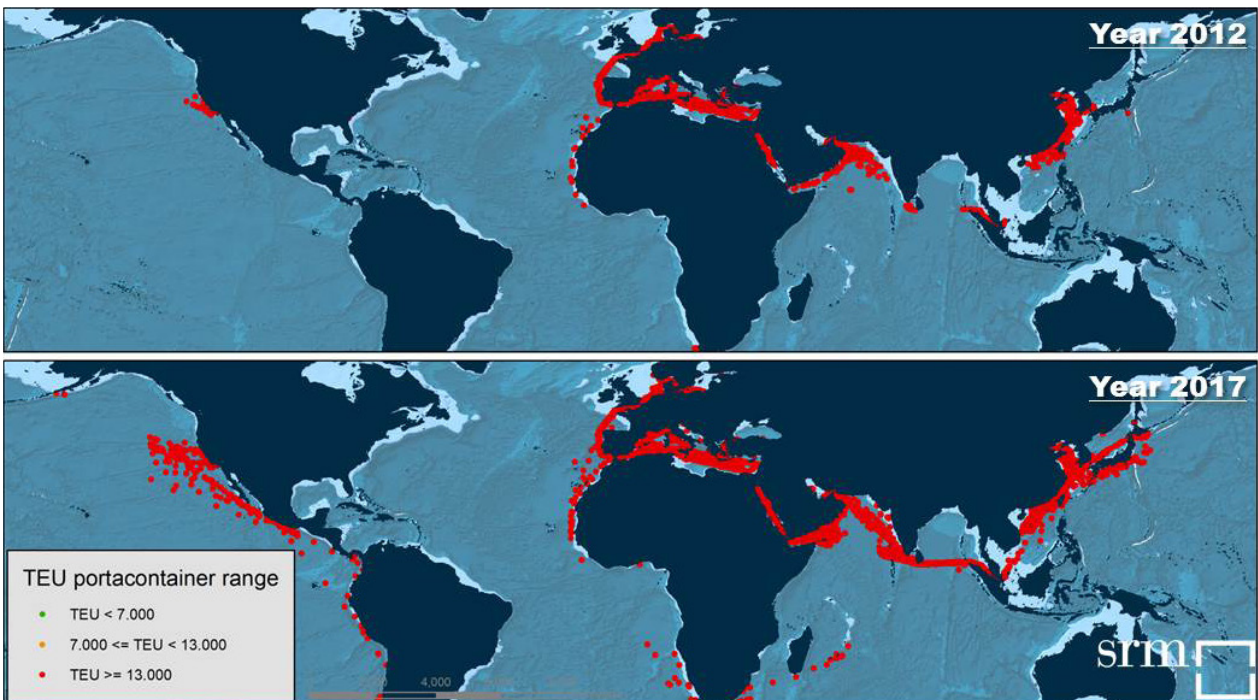 Year 2012
Year 2017
TEU portacontainer range
TEU < 7.000
7.000 <= TEU < 13.000
TEU >= 13.000
4,000
srm